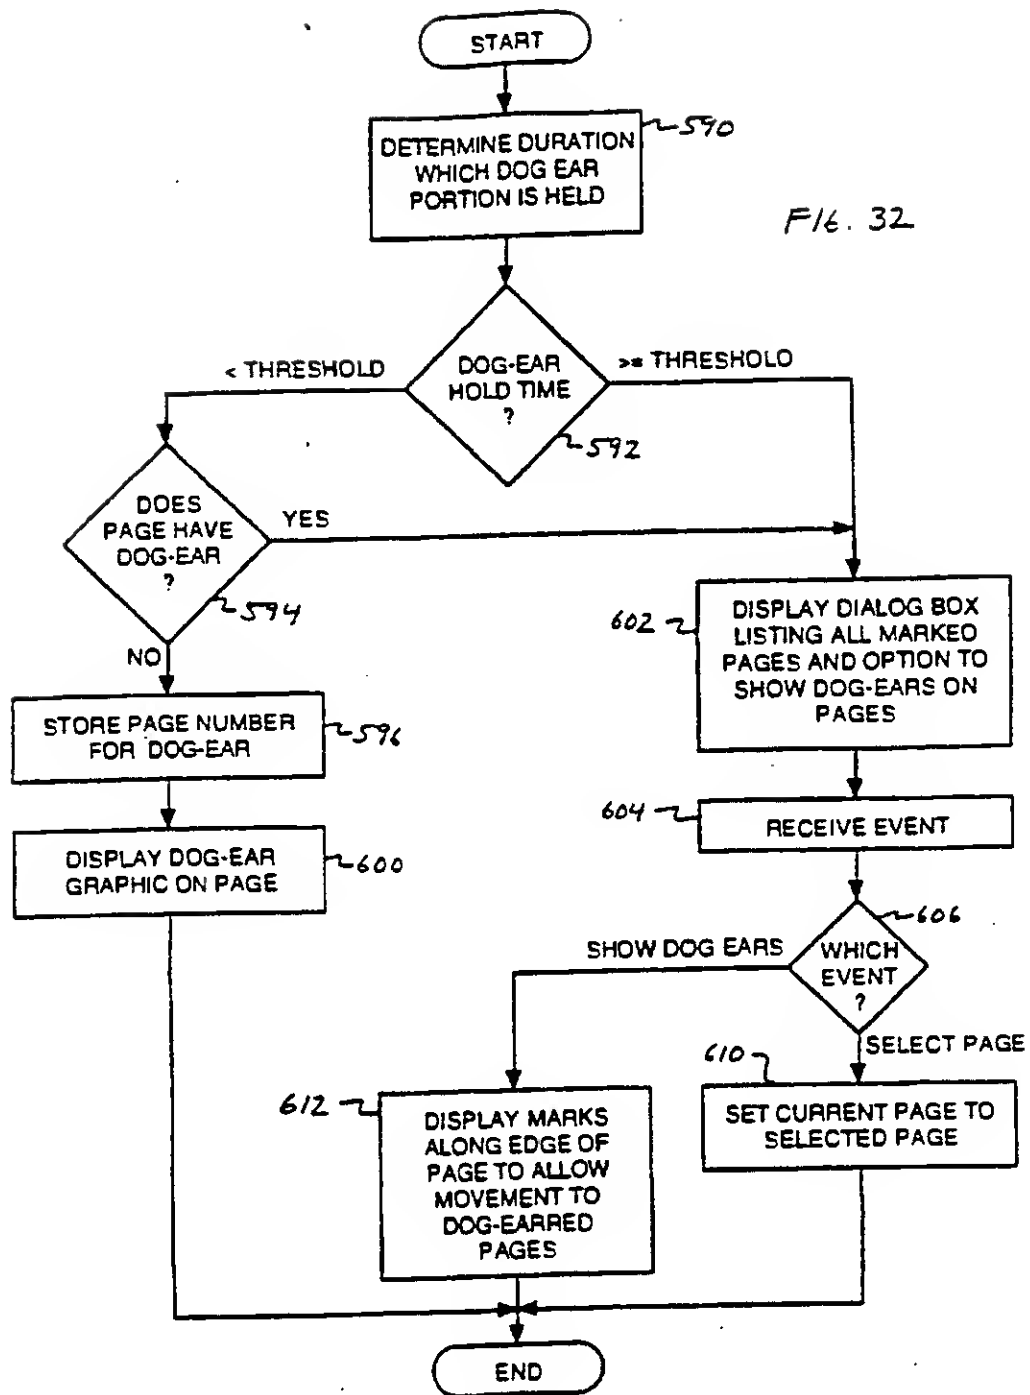 START
DETERMINE DURATION
WHICH DOG EAR
PORTION IS HELD
590
FIG. 32
DOG-EAR
HOLD TIME
?
592
< THRESHOLD
>= THRESHOLD
DOES
PAGE HAVE
DOG-EAR
?
594
YES
NO
STORE PAGE NUMBER
FOR DOG-EAR
596
DISPLAY DOG-EAR
GRAPHIC ON PAGE
600
602
DISPLAY DIALOG BOX
LISTING ALL MARKED
PAGES AND OPTION TO
SHOW DOG-EARS ON
PAGES
604
RECEIVE EVENT
606
WHICH
EVENT
?
SHOW DOG EARS
SELECT PAGE
610
SET CURRENT PAGE TO
SELECTED PAGE
612
DISPLAY MARKS
ALONG EDGE OF
PAGE TO ALLOW
MOVEMENT TO
DOG-EARRED
PAGES
END